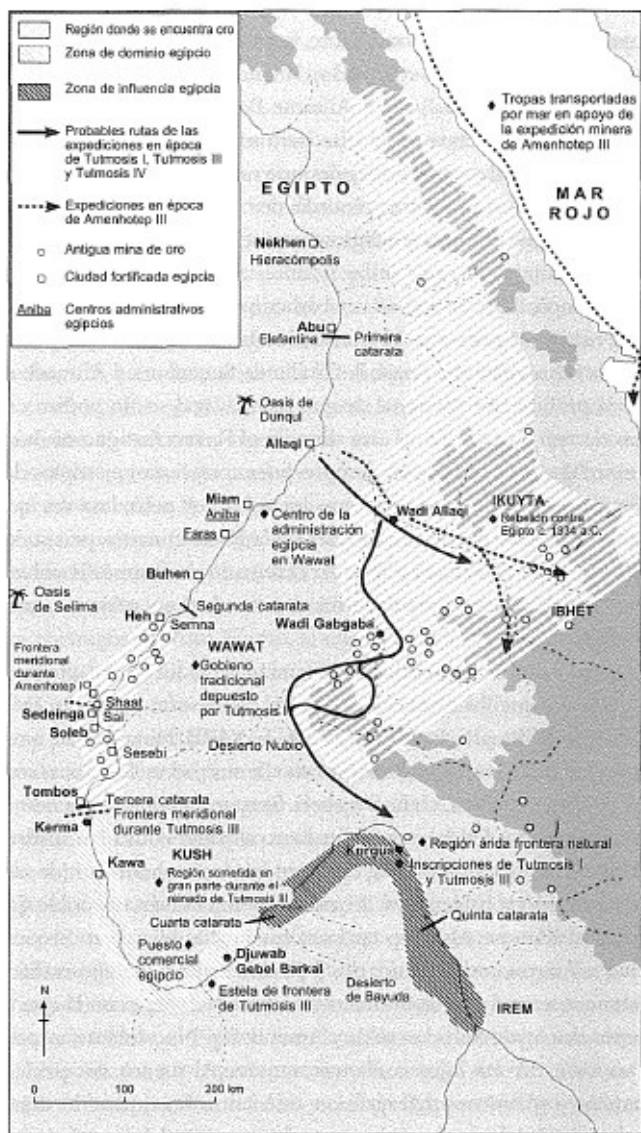 Región donde se encuentra oro
Zona de dominio egipcio
Zona de influencia egipcia
Probables rutas de las
expediciones en época
de Tutmosis I, Tutmosis III
y Tutmosis IV
Expediciones en época
de Amenhotep III
Antigua mina de oro
Ciudad fortificada egipcia
Aniba
Centros administrativos
egipcios
Tropas transportadas
por mar en apoyo de
la expedición minera
de Amenhotep III
MAR
ROJO
EGIPTO
Nekhen
Hieracómpolis
Abu
Elefantina
Primera
catarata
Oasis de
Dunqul
Allaqi
Miam
Aniba
Centro de la
administración
egipcia
en Wawat
Wadi Allaqi
IKUYTA
Rebelión contra
Egipto c. 1334 a.C.
Faras
Buhen
Oasis
de Selima
Segunda catarata
Heh
Semna
IBHET
Wadi Gabgaba
Frontera
meridional
durante
Amenhotep I
WAWAT
Gobieno
tradicional
depuesto
por Tutmosis I
Shaat
Sai.
Sedeinga
Soleb
Sesebi
Desierto Nubio
Tombos
Tercera catarata
Frontera meridional
durante Tutmosis III
Kerma
Kawa
KUSH
Región sometida en
gran parte durante el
reinado de Tutmosis III
Kurgus
Región árida frontera natural
Inscripciones de Tutmosis I
y Tutmosis III
Cuarta catarata
Quinta catarata
Puesto
comercial
egipcio
Djuwab
Gebel Barkal
Estela de frontera
de Tutmosis III
Desierto
de Bayuda
IREM
N
0
100
200 km